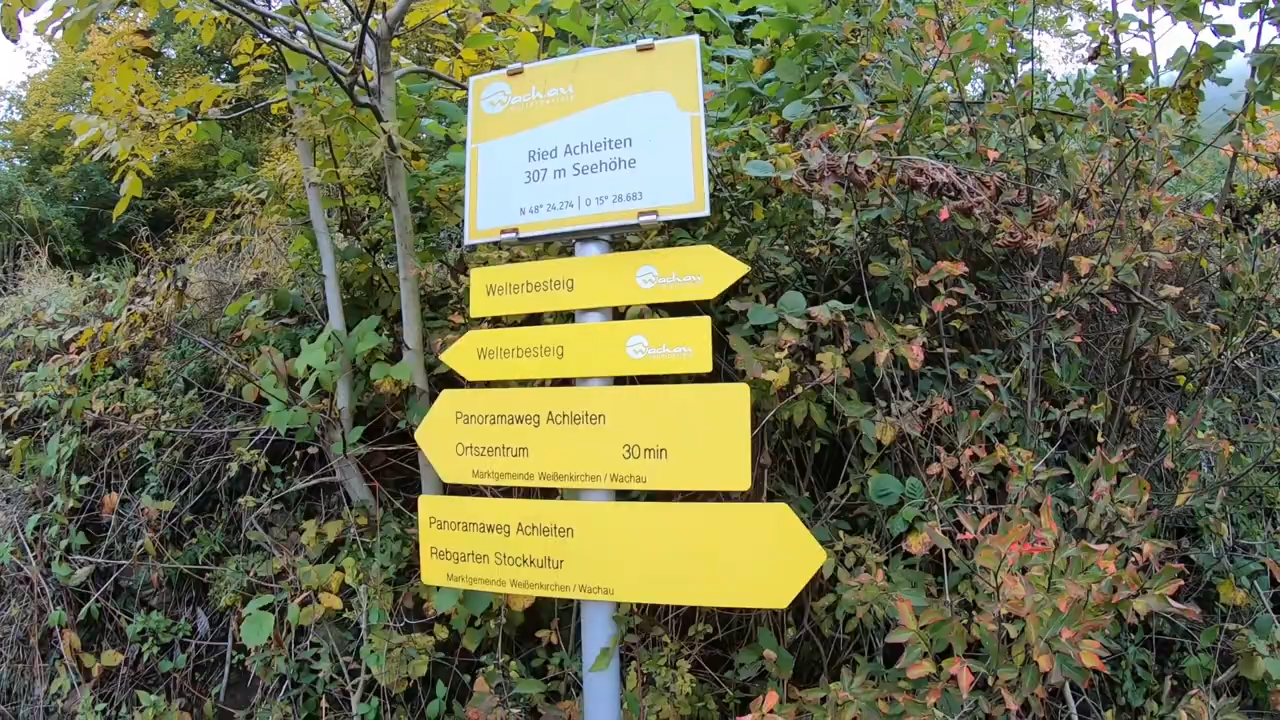 Wachau
Ried Achleiten
307 m Seehöhe
N 48° 24.274 | O 15° 28.683
Welterbesteig Wachau
Welterbesteig Wachau
Panoramaweg Achleiten
Ortszentrum 30 min
Marktgemeinde Weißenkirchen / Wachau
Panoramaweg Achleiten
Rebgarten Stockkultur
Marktgemeinde Weißenkirchen / Wachau